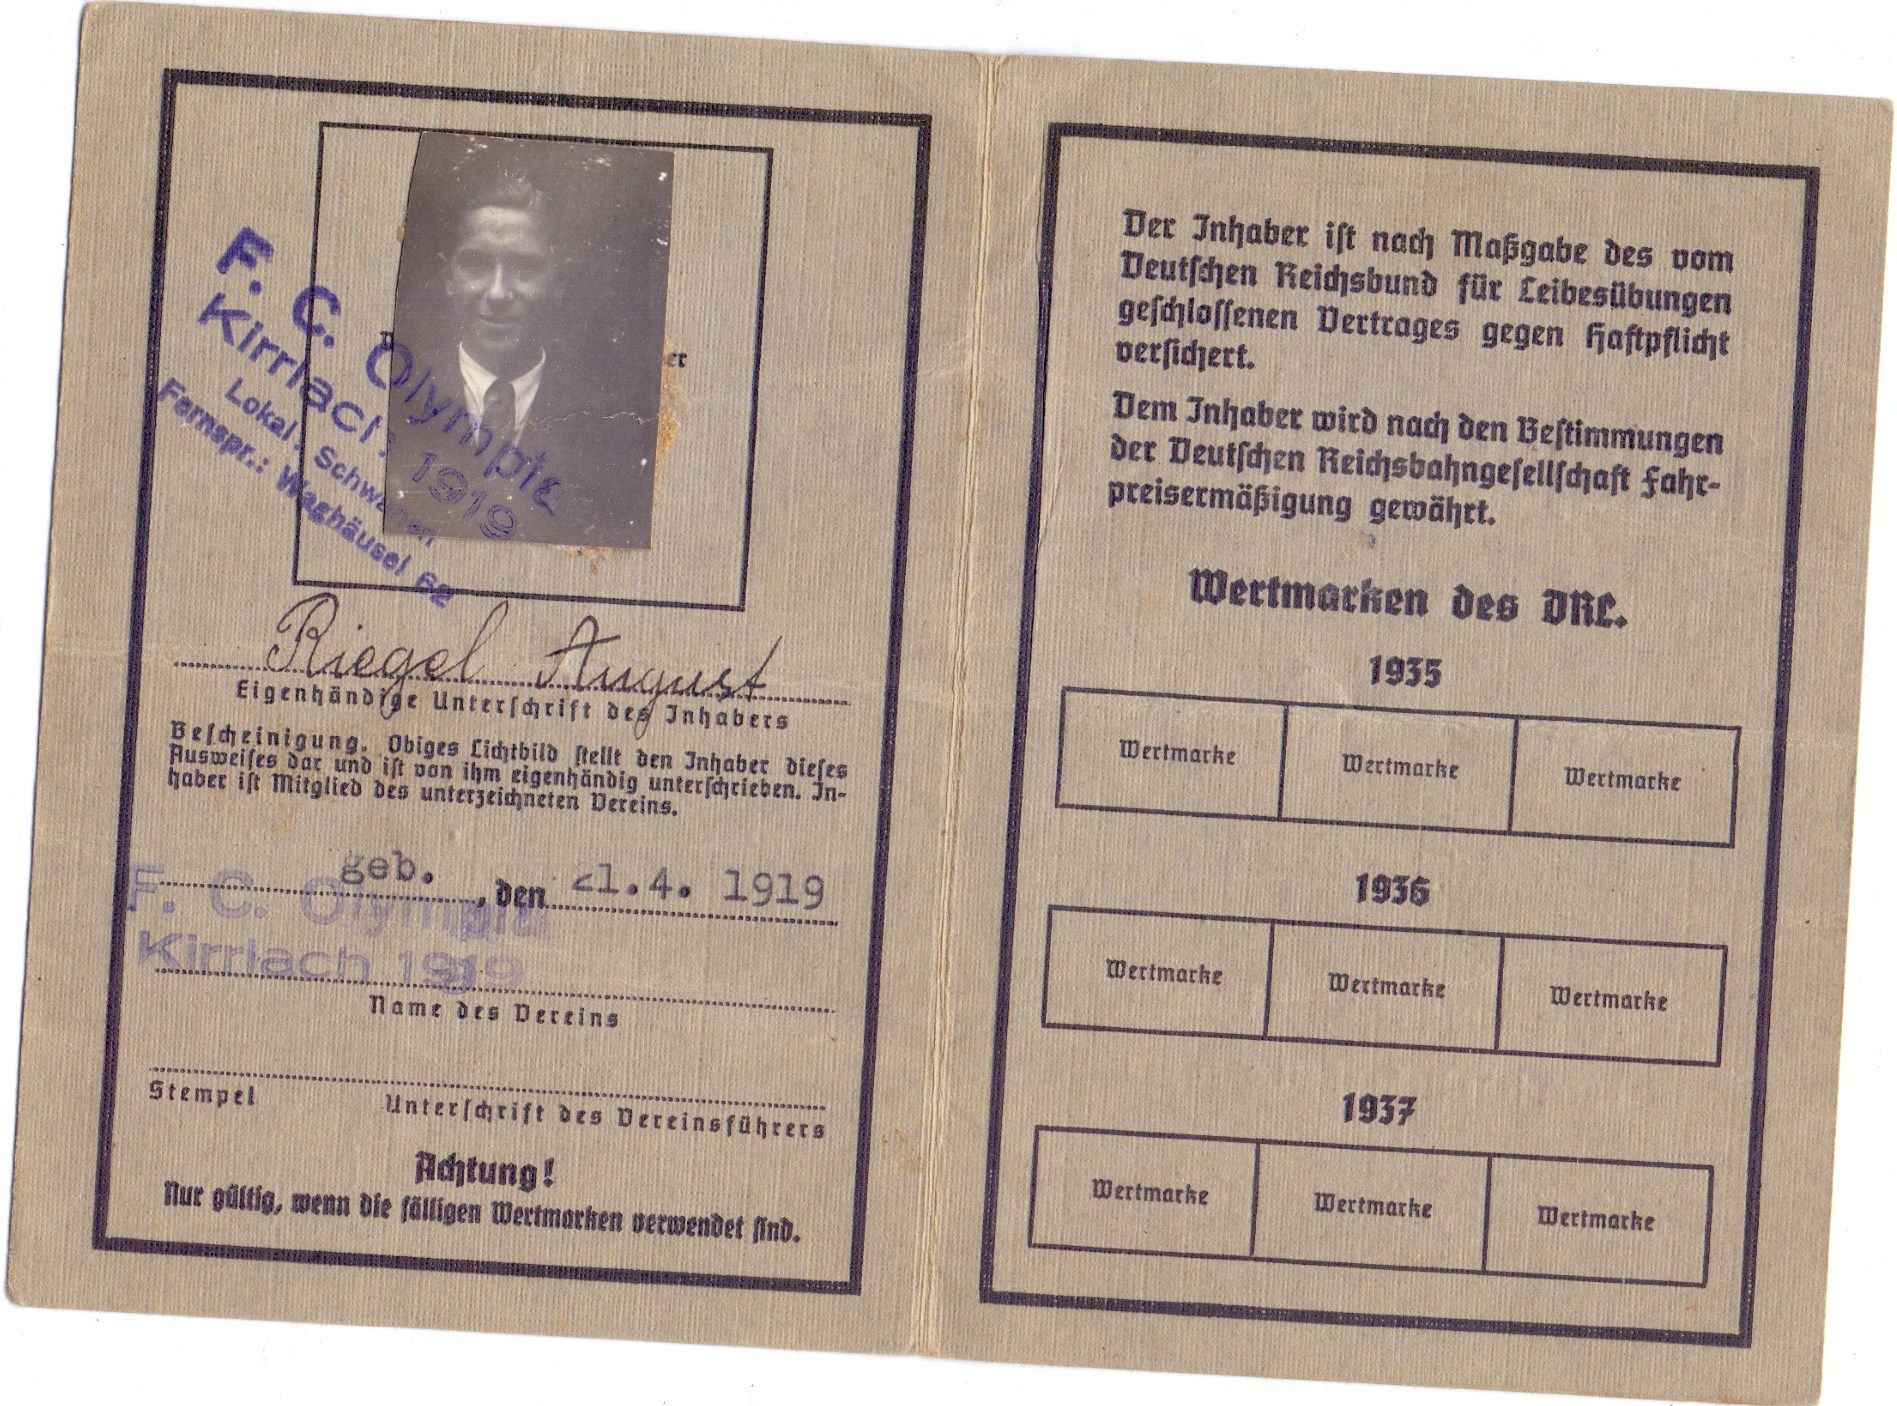 F. C. Olympia
Kirrlach 1919
Lokal: Schwanen
Fernspr.: Waghäusel 62
er
Riegel August
Eigenhändige Unterschrift des Inhabers
Bescheinigung. Obiges Lichtbild stellt den Inhaber dieses
Ausweises dar und ist von ihm eigenhändig unterschrieben. In-
haber ist Mitglied des unterzeichneten Vereins.
geb. , den 21.4. 1919
F. C. Olympia
Kirrlach 1919
Name des Vereins
Stempel Unterschrift des Vereinsführers
Achtung!
Nur gültig, wenn die fälligen Wertmarken verwendet sind.
Der Inhaber ist nach Maßgabe des vom
Deutschen Reichsbund für Leibesübungen
geschlossenen Vertrages gegen Haftpflicht
versichert.
Dem Inhaber wird nach den Bestimmungen
der Deutschen Reichsbahngesellschaft Fahr-
preisermäßigung gewährt.
Wertmarken des DRL.
1935
Wertmarke Wertmarke Wertmarke
1936
Wertmarke Wertmarke Wertmarke
1937
Wertmarke Wertmarke Wertmarke